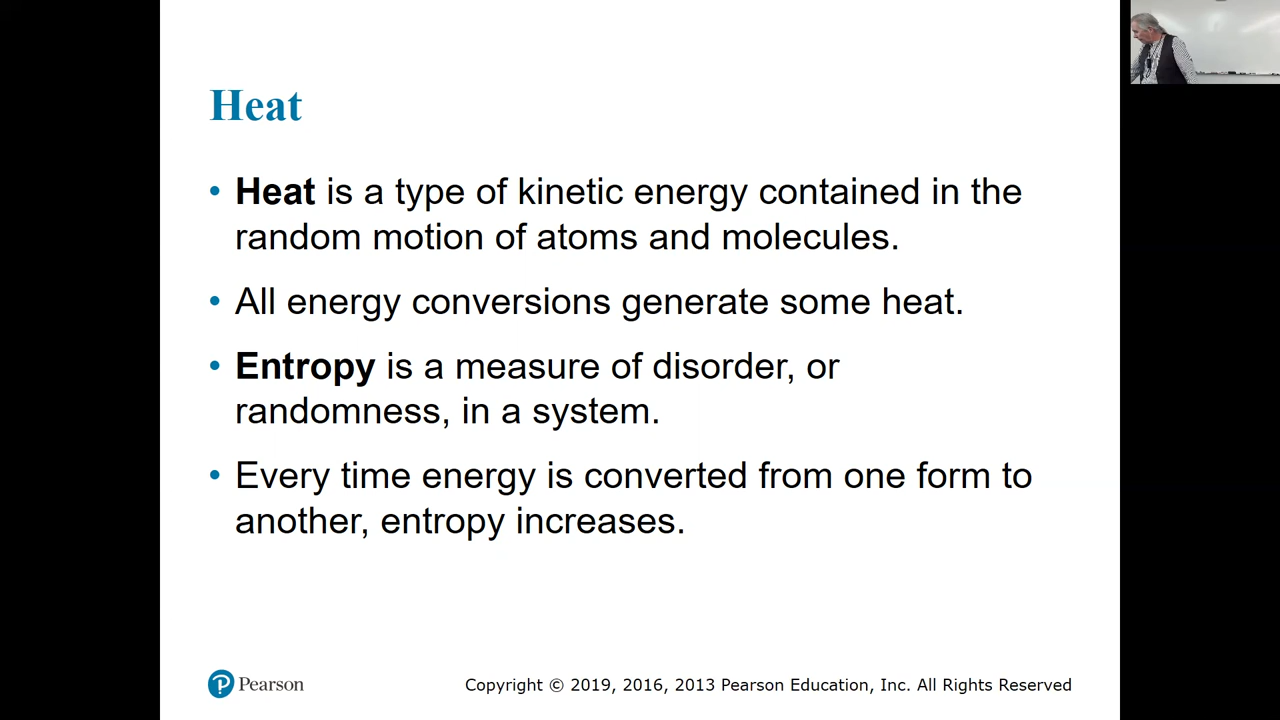 Heat
• Heat is a type of kinetic energy contained in the
random motion of atoms and molecules.
• All energy conversions generate some heat.
• Entropy is a measure of disorder, or
randomness, in a system.
• Every time energy is converted from one form to
another, entropy increases.
Pearson
Copyright © 2019, 2016, 2013 Pearson Education, Inc. All Rights Reserved